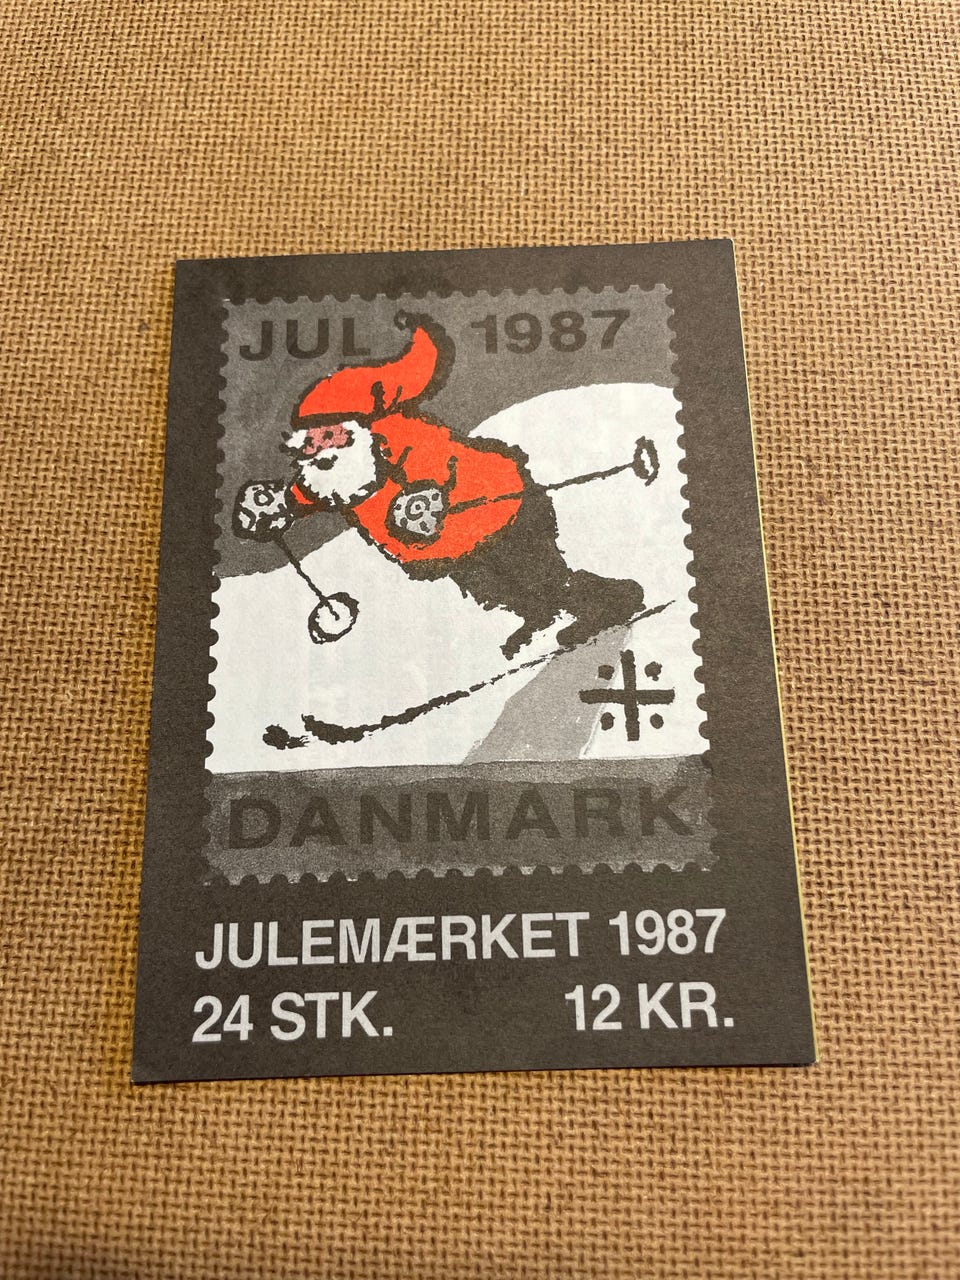 JUL 1987
DANMARK
JULEMÆRKET 1987
24 STK. 12 KR.